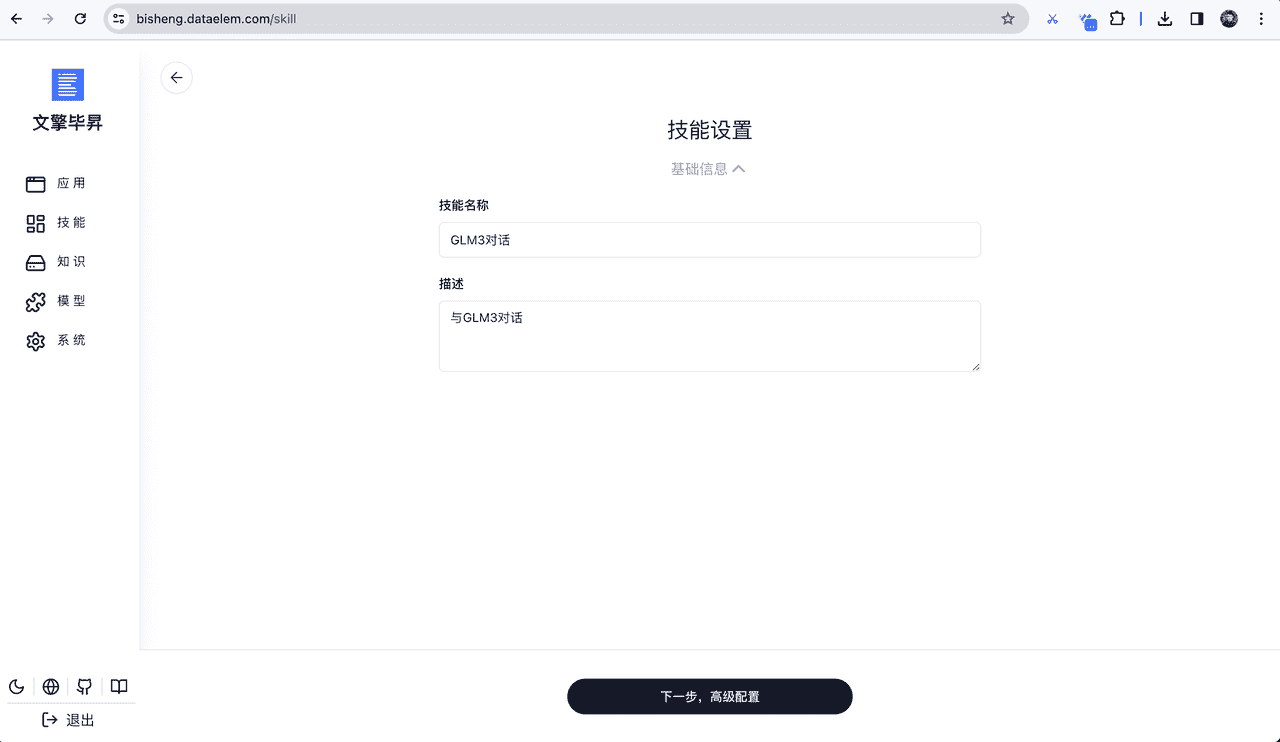 bisheng.dataelem.com/skill
文擎毕昇
应用
技能
知识
模型
系统
技能设置
基础信息
技能名称
GLM3对话
描述
与GLM3对话
下一步，高级配置
退出